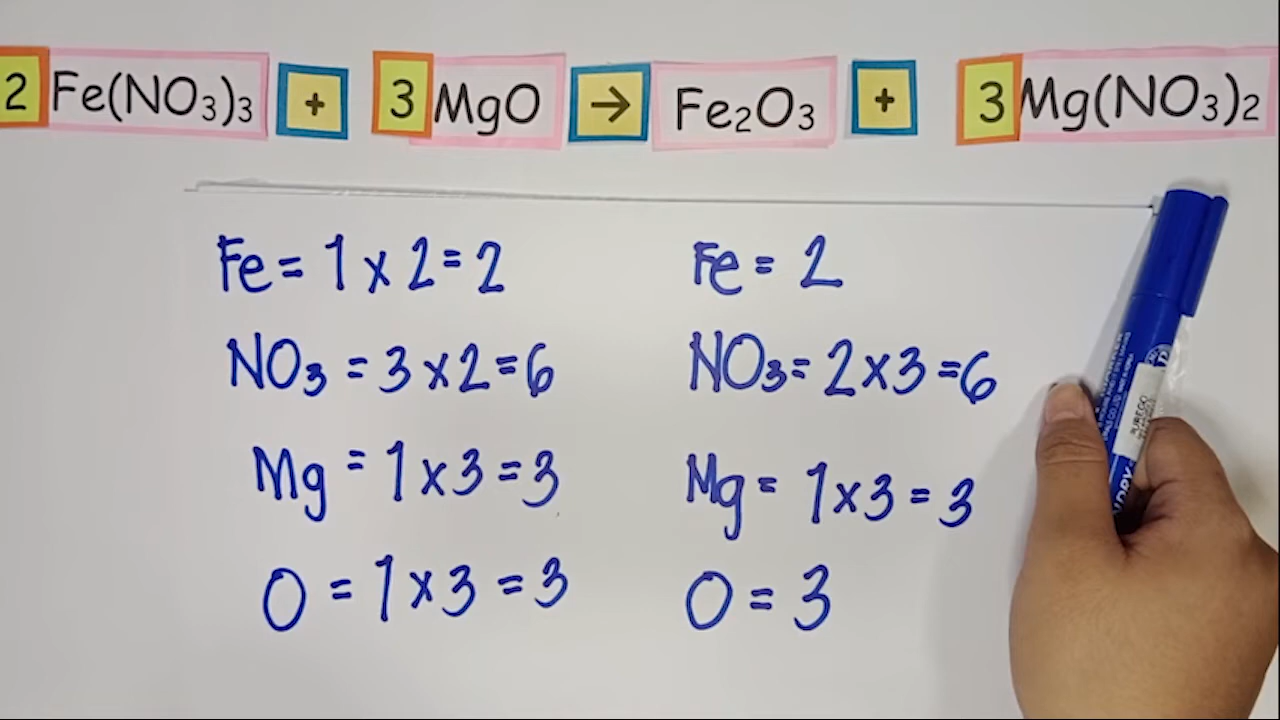 2 Fe(NO₃)₃ + 3 MgO → Fe₂O₃ + 3 Mg(NO₃)₂
Fe = 1 x 2 = 2
NO₃ = 3 x 2 = 6
Mg = 1 x 3 = 3
O = 1 x 3 = 3
Fe = 2
NO₃ = 2 x 3 = 6
Mg = 1 x 3 = 3
O = 3